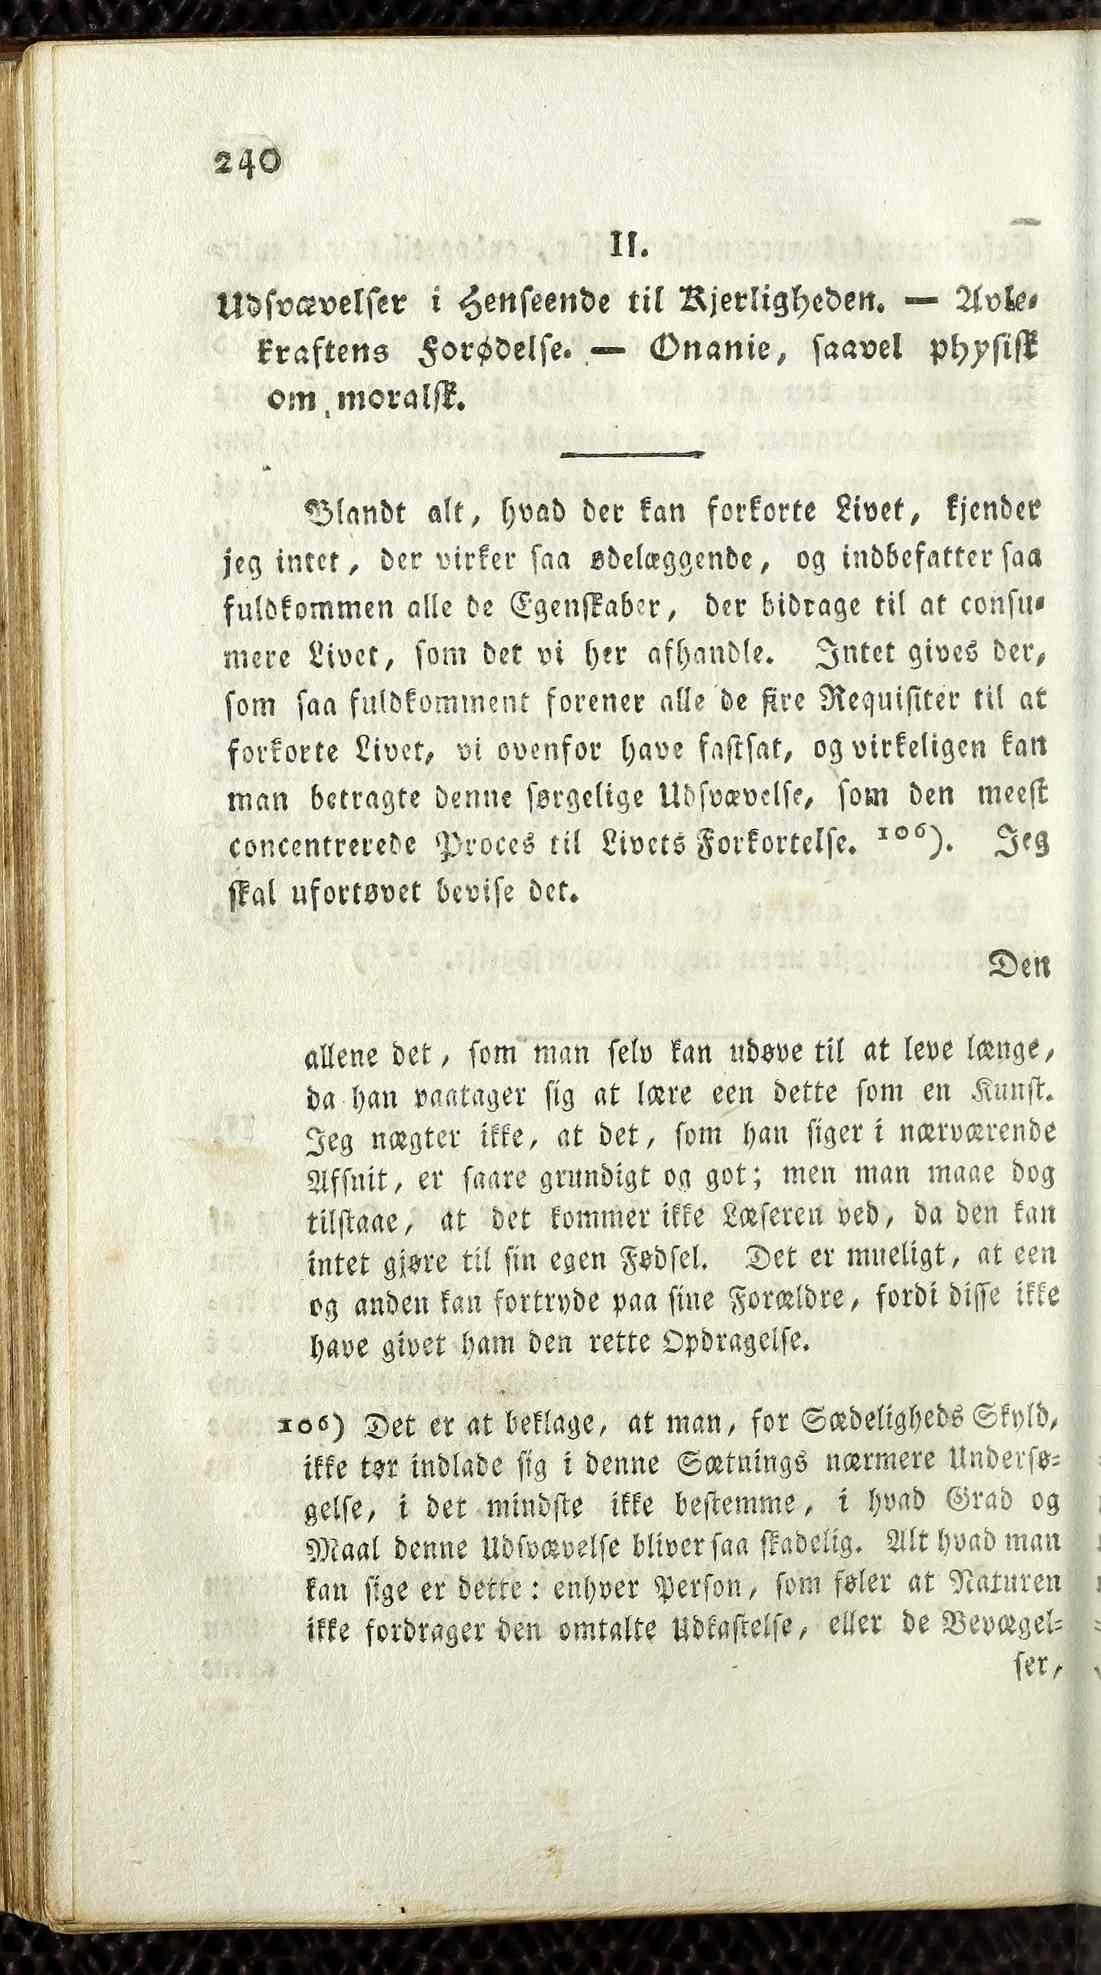 240
II.
Udsvævelser i Henseende til Kjerligheden. — Avle-
kraftens Forødelse. — Onanie, saavel physisk
om moralsk.
Blandt alt, hvad der kan forkorte Livet, kjender
jeg intet, der virker saa ødelæggende, og indbefatter saa
fuldkommen alle de Egenskaber, der bidrage til at consu-
mere Livet, som det vi her afhandle. Intet gives der,
som saa fuldkomment forener alle de fire Requisiter til at
forkorte Livet, vi ovenfor have fastsat, og virkeligen kan
man betragte denne sørgelige Udsvævelse, som den meest
concentrerede Proces til Livets Forkortelse. 106). Jeg
skal ufortøvet bevise det.
Den
allene det, som man selv kan udøve til at leve længe,
da han paatager sig at lære een dette som en Kunst.
Jeg nægter ikke, at det, som han siger i nærværende
Afsnit, er saare grundigt og got; men man maae dog
tilstaae, at det kommer ikke Læseren ved, da den kan
intet gjøre til sin egen Fødsel. Det er mueligt, at een
og anden kan fortryde paa sine Forældre, fordi disse ikke
have givet ham den rette Opdragelse.
106) Det er at beklage, at man, for Sædeligheds Skyld,
ikke tør indlade sig i denne Sætnings nærmere Undersø-
gelse, i det mindste ikke bestemme, i hvad Grad og
Maal denne Udsvævelse bliver saa skadelig. Alt hvad man
kan sige er dette: enhver Person, som føler at Naturen
ikke fordrager den omtalte Udkastelse, eller de Bevægel-
ser,